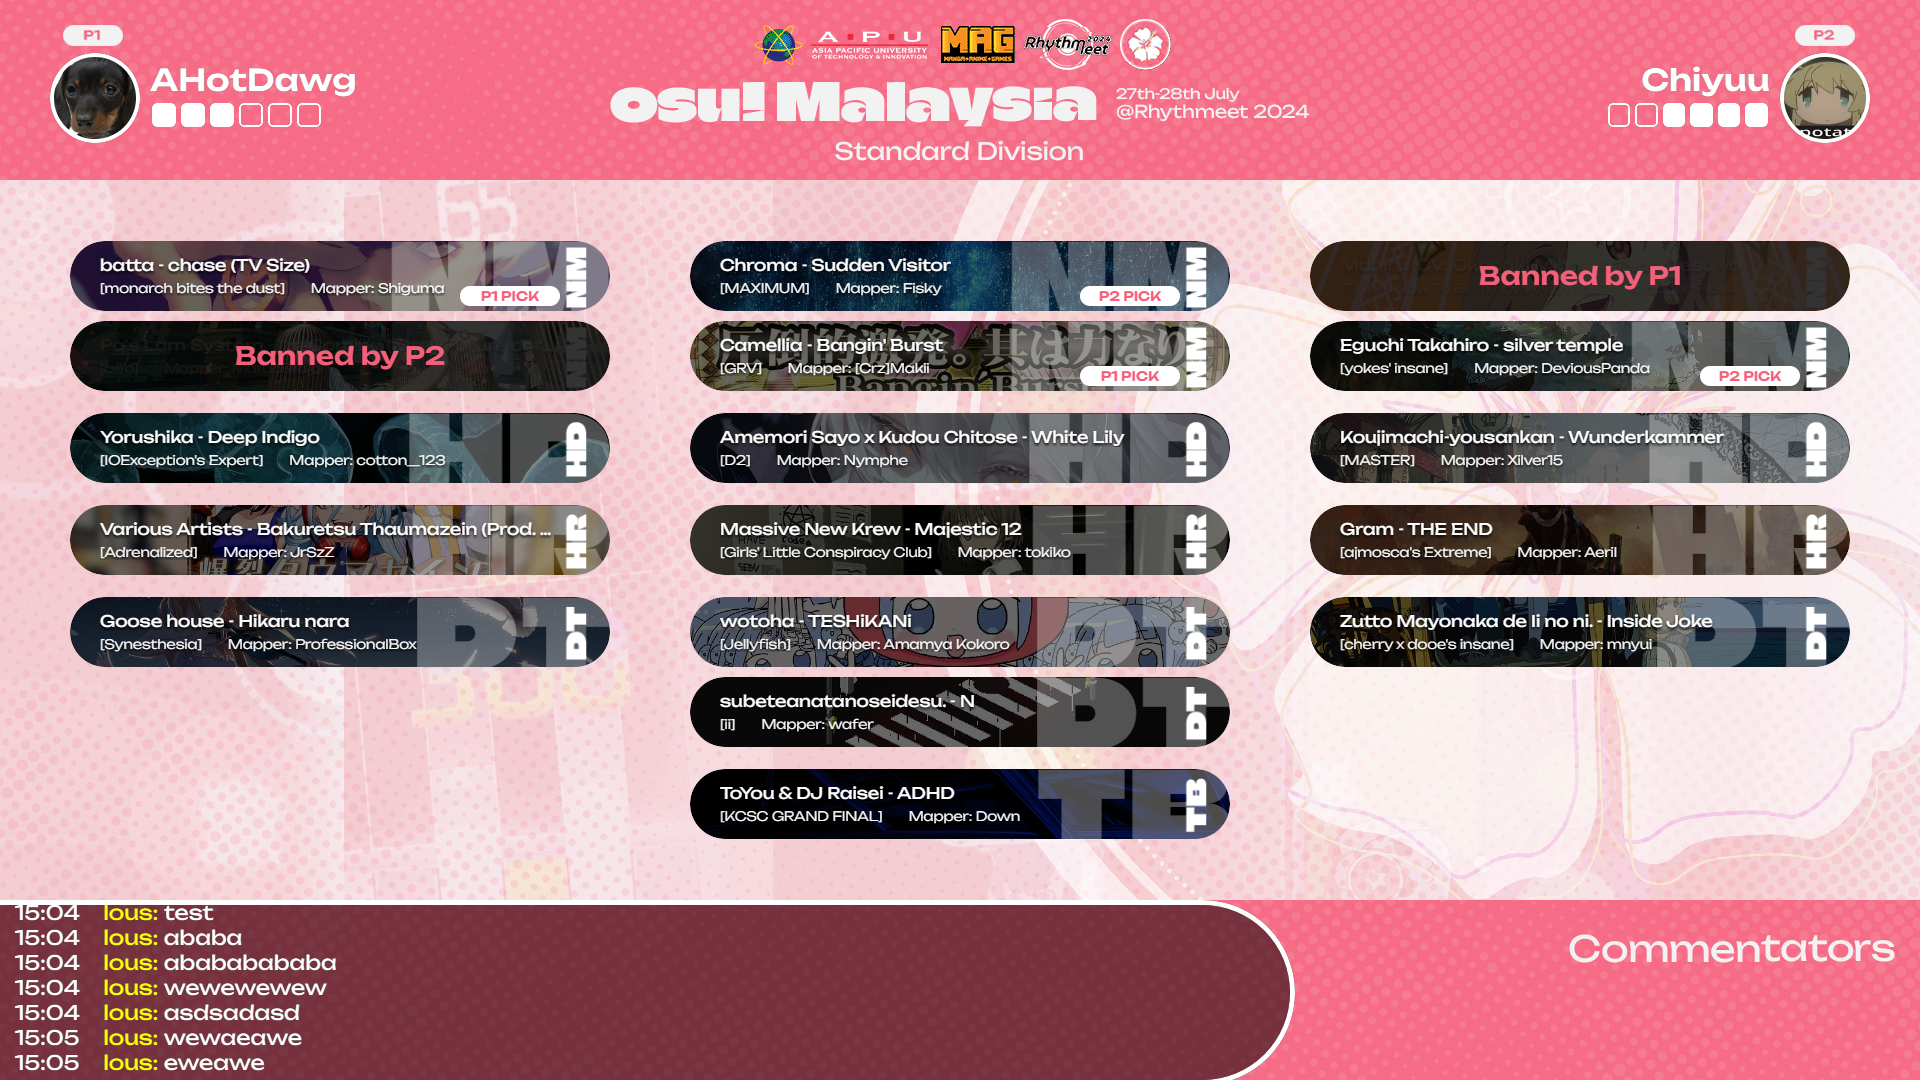 P1
AHotDawg
A·P·U
ASIA PACIFIC UNIVERSITY
OF TECHNOLOGY & INNOVATION
MAG
MANGA+ANIME+GAMES
Rhythm Meet 2024
osu! Malaysia
27th-28th July
@Rhythmeet 2024
Standard Division
P2
Chiyuu
potat
batta - chase (TV Size)
[monarch bites the dust] Mapper: Shiguma
P1 PICK
NM
Chroma - Sudden Visitor
[MAXIMUM] Mapper: Fisky
P2 PICK
NM
Banned by P1
Banned by P2
Camellia - Bangin' Burst
[GRV] Mapper: [Crz]Makii
P1 PICK
NM
Eguchi Takahiro - silver temple
[yokes' insane] Mapper: DeviousPanda
P2 PICK
NM
Yorushika - Deep Indigo
[IOException's Expert] Mapper: cotton__123
HD
Amemori Sayo x Kudou Chitose - White Lily
[D2] Mapper: Nymphe
HD
Koujimachi-yousankan - Wunderkammer
[MASTER] Mapper: Xilver15
HD
Various Artists - Bakuretsu Thaumazein (Prod. ...
[Adrenalized] Mapper: JrSzZ
HR
Massive New Krew - Majestic 12
[Girls' Little Conspiracy Club] Mapper: tokiko
HR
Gram - THE END
[ajmosca's Extreme] Mapper: Aeril
HR
Goose house - Hikaru nara
[Synesthesia] Mapper: ProfessionalBox
DT
wotoha - TESHiKANi
[Jellyfish] Mapper: Amamya Kokoro
DT
Zutto Mayonaka de Ii no ni. - Inside Joke
[cherry x dooe's insane] Mapper: mnyui
DT
subeteanatanoseidesu. - N
[ii] Mapper: wafer
DT
ToYou & DJ Raisei - ADHD
[KCSC GRAND FINAL] Mapper: Down
TB
15:04 lous: test
15:04 lous: ababa
15:04 lous: ababababab​a
15:04 lous: wewewewew
15:04 lous: asdsadasd
15:05 lous: wewaeawe
15:05 lous: eweawe
Commentators